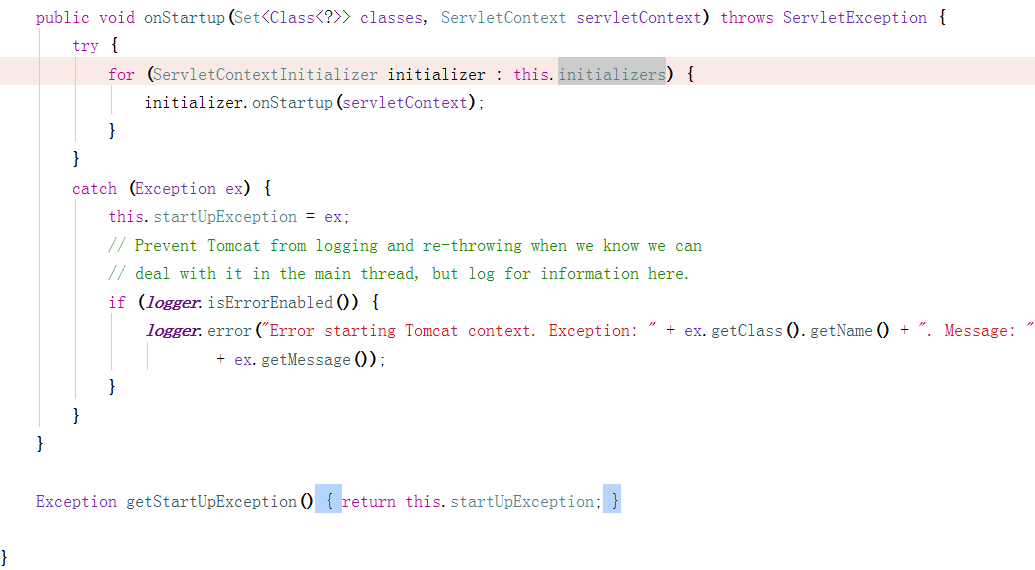 public void onStartup(Set<Class<?>> classes, ServletContext servletContext) throws ServletException {
try {
for (ServletContextInitializer initializer : this.initializers) {
initializer.onStartup(servletContext);
}
}
catch (Exception ex) {
this.startUpException = ex;
// Prevent Tomcat from logging and re-throwing when we know we can
// deal with it in the main thread, but log for information here.
if (logger.isErrorEnabled()) {
logger.error("Error starting Tomcat context. Exception: " + ex.getClass().getName() + ". Message: "
+ ex.getMessage());
}
}
}
Exception getStartUpException() { return this.startUpException; }
}